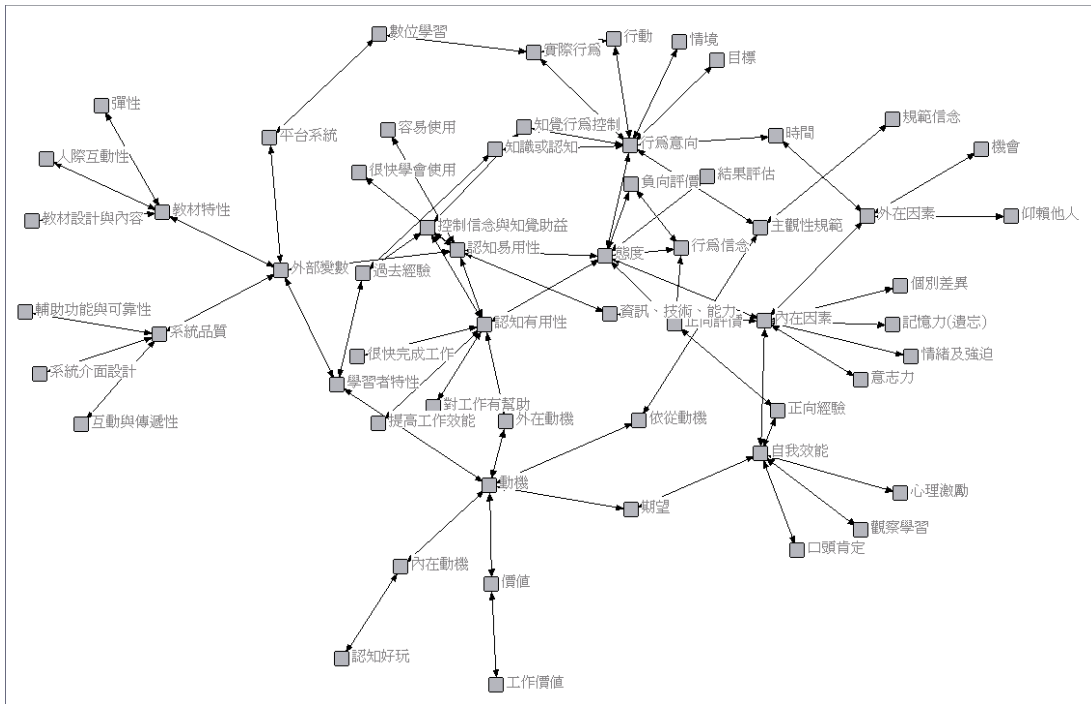 數位學習
實際行為
行動
情境
目標
彈性
平台系統
容易使用
知覺行為控制
知識或認知
行為意向
時間
規範信念
機會
人際互動性
很快學會使用
負向評價
結果評估
教材設計與內容
教材特性
控制信念與知覺助益
認知易用性
態度
行為信念
主觀性規範
外在因素
仰賴他人
外部變數
過去經驗
資訊、技術、能力
正向評價
內在因素
個別差異
輔助功能與可靠性
系統品質
認知有用性
記憶力(遺忘)
很快完成工作
情緒及強迫
系統介面設計
學習者特性
意志力
對工作有幫助
互動與傳遞性
提高工作效能
外在動機
依從動機
正向經驗
自我效能
動機
期望
心理激勵
觀察學習
口頭肯定
內在動機
價值
認知好玩
工作價值